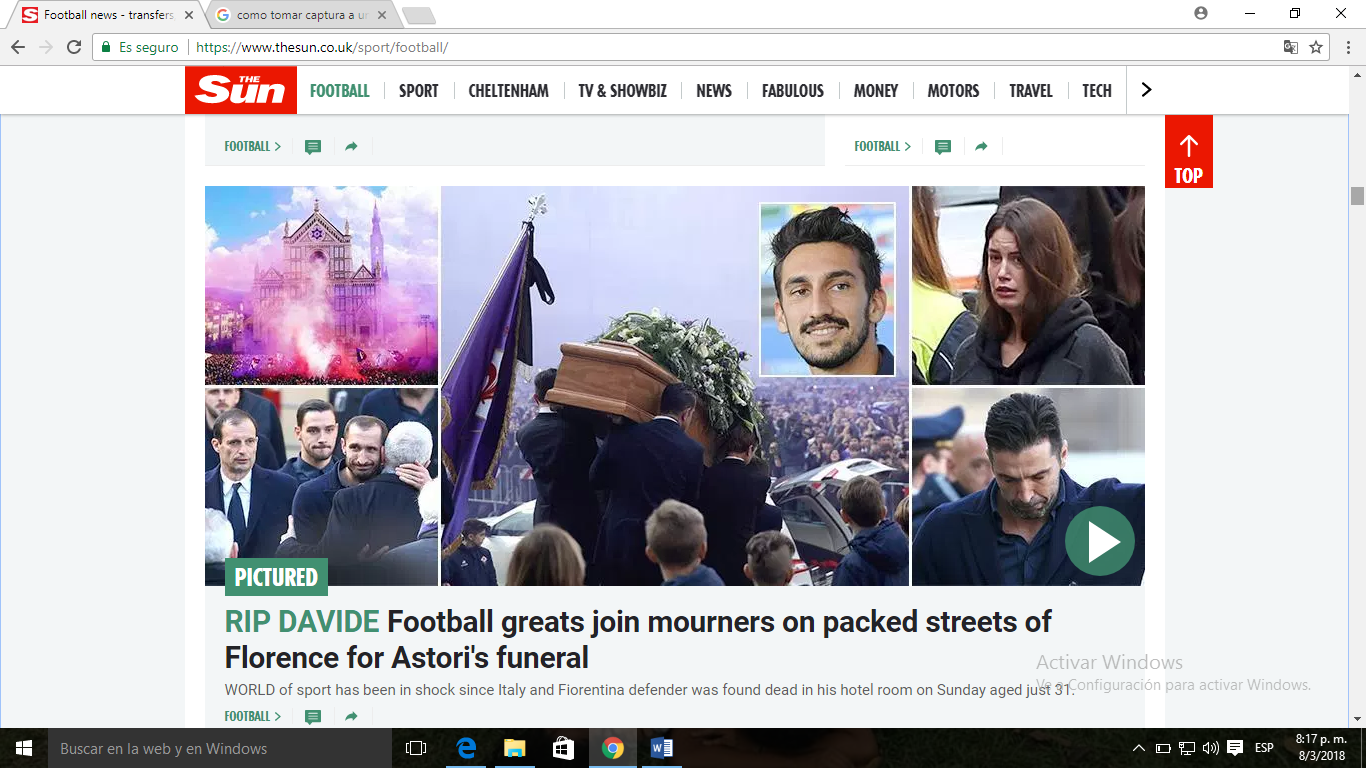 Football news - transfers
como tomar captura a un
Es seguro
https://www.thesun.co.uk/sport/football/
THE Sun
FOOTBALL SPORT CHELTENHAM TV & SHOWBIZ NEWS FABULOUS MONEY MOTORS TRAVEL TECH
FOOTBALL >
FOOTBALL >
TOP
PICTURED
RIP DAVIDE Football greats join mourners on packed streets of
Florence for Astori's funeral
WORLD of sport has been in shock since Italy and Fiorentina defender was found dead in his hotel room on Sunday aged just 31.
FOOTBALL >
Activar Windows
Ve a Configuración para activar Windows.
Buscar en la web y en Windows
ESP
8:17 p. m.
8/3/2018